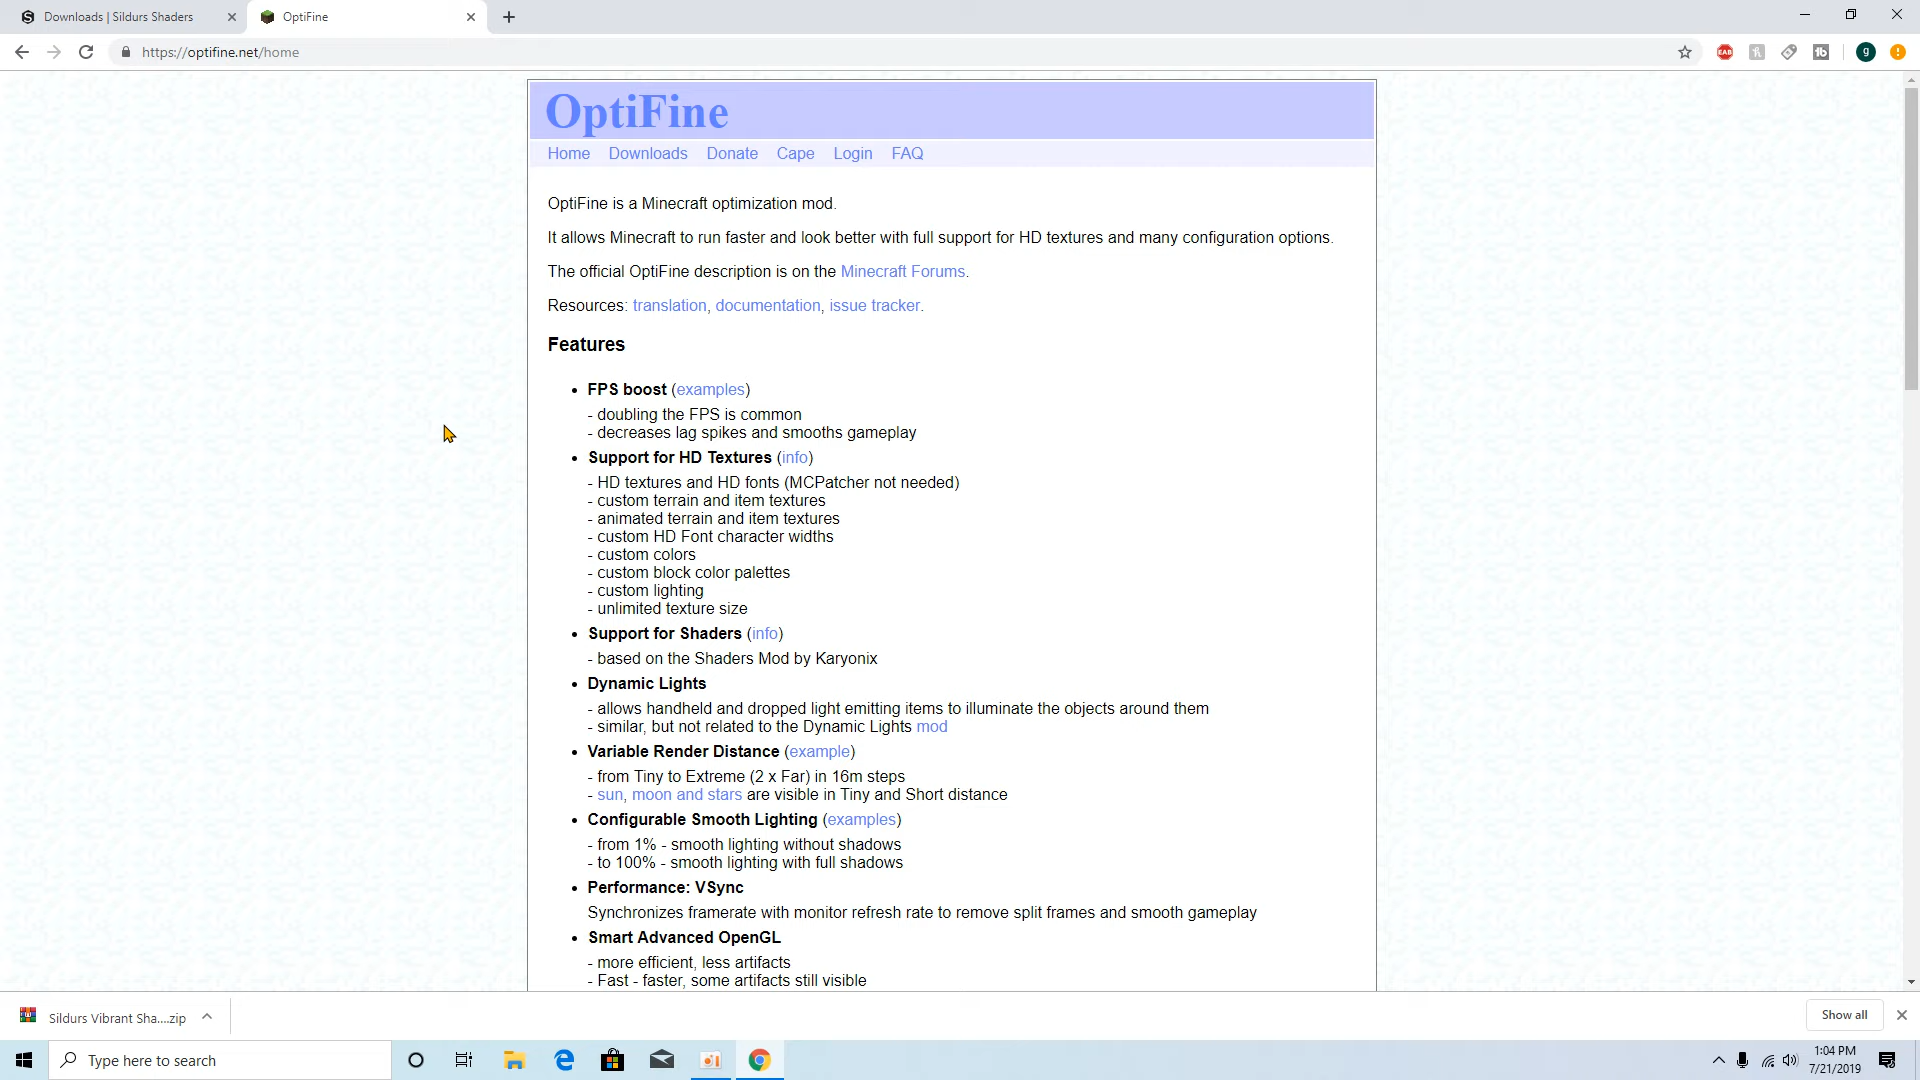 Downloads | Sildurs Shaders
OptiFine
https://optifine.net/home
EAB
g
OptiFine
Home Downloads Donate Cape Login FAQ
OptiFine is a Minecraft optimization mod.
It allows Minecraft to run faster and look better with full support for HD textures and many configuration options.
The official OptiFine description is on the Minecraft Forums.
Resources: translation, documentation, issue tracker.
Features
• FPS boost (examples)
- doubling the FPS is common
- decreases lag spikes and smooths gameplay
• Support for HD Textures (info)
- HD textures and HD fonts (MCPatcher not needed)
- custom terrain and item textures
- animated terrain and item textures
- custom HD Font character widths
- custom colors
- custom block color palettes
- custom lighting
- unlimited texture size
• Support for Shaders (info)
- based on the Shaders Mod by Karyonix
• Dynamic Lights
- allows handheld and dropped light emitting items to illuminate the objects around them
- similar, but not related to the Dynamic Lights mod
• Variable Render Distance (example)
- from Tiny to Extreme (2 x Far) in 16m steps
- sun, moon and stars are visible in Tiny and Short distance
• Configurable Smooth Lighting (examples)
- from 1% - smooth lighting without shadows
- to 100% - smooth lighting with full shadows
• Performance: VSync
Synchronizes framerate with monitor refresh rate to remove split frames and smooth gameplay
• Smart Advanced OpenGL
- more efficient, less artifacts
- Fast - faster, some artifacts still visible
Sildurs Vibrant Sha....zip
Show all
Type here to search
1:04 PM
7/21/2019